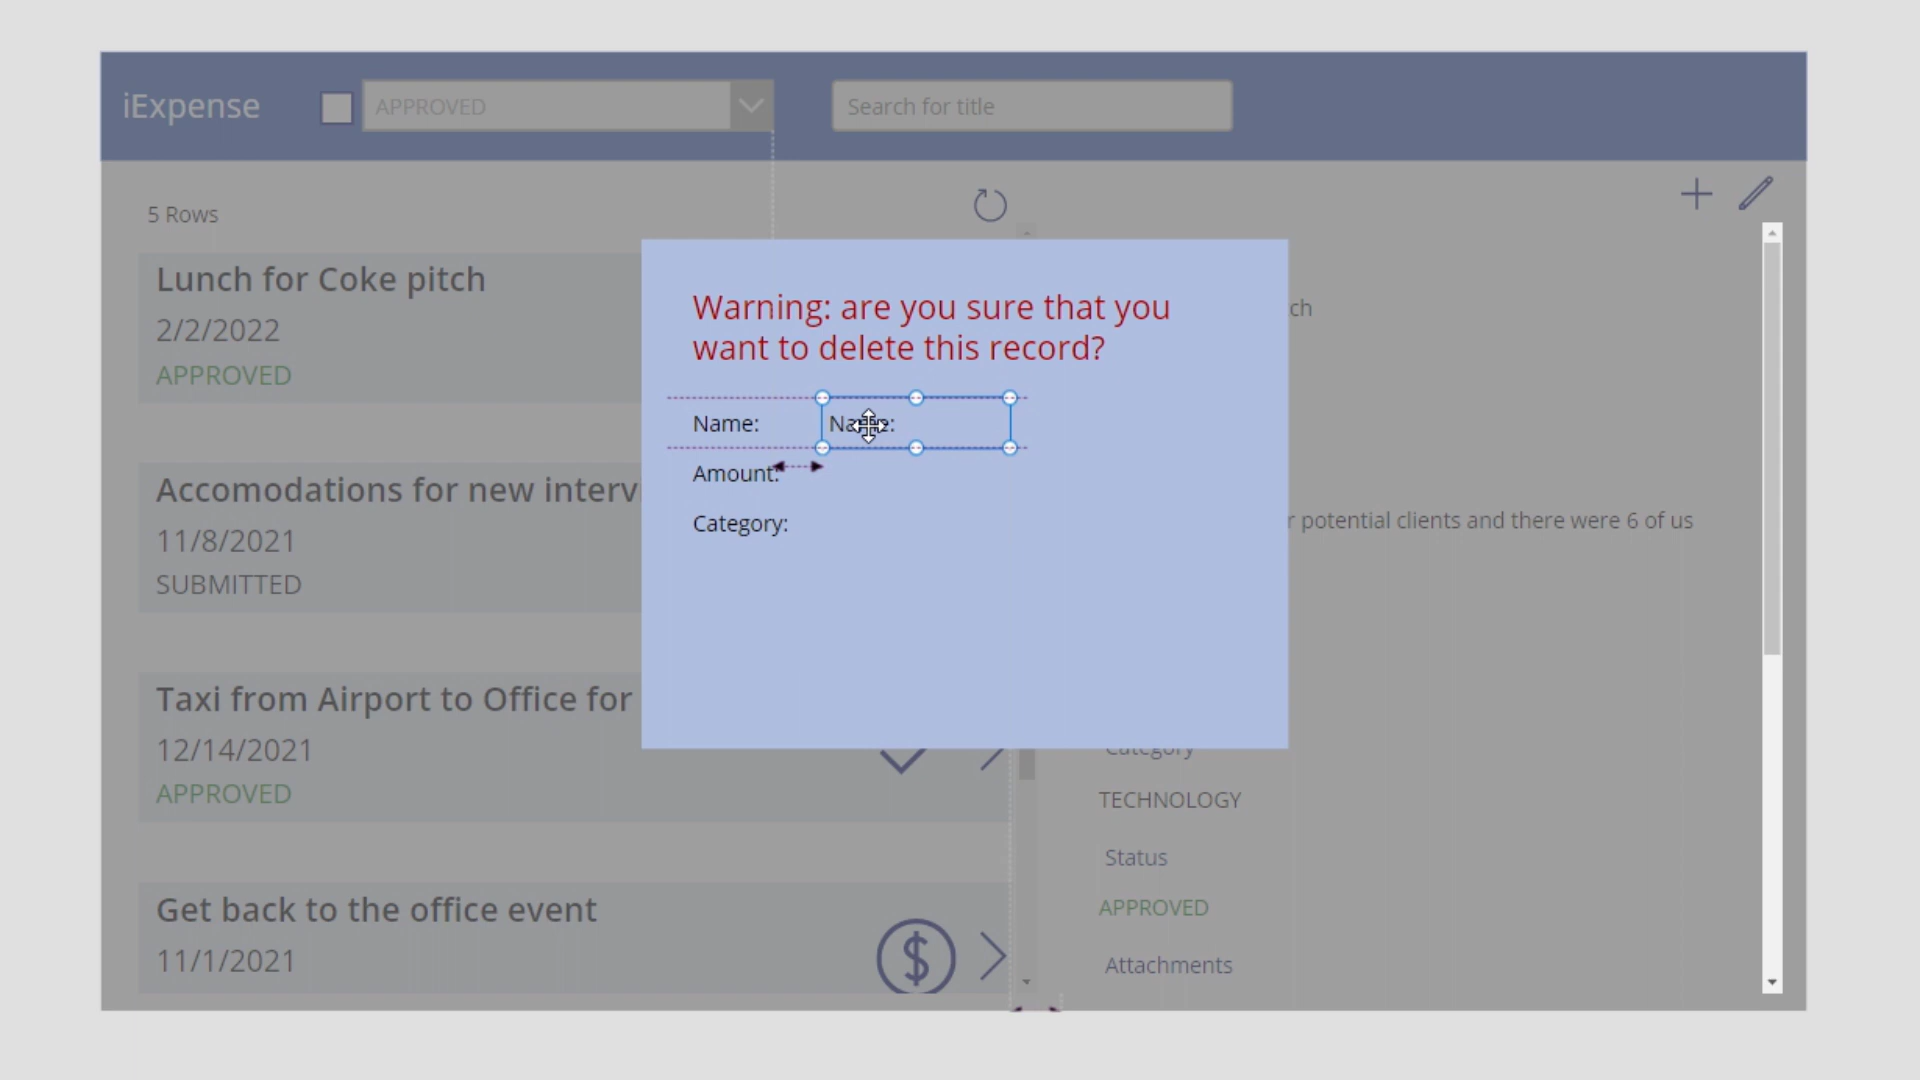 iExpense
APPROVED
Search for title
5 Rows
Lunch for Coke pitch
2/2/2022
APPROVED
Accomodations for new interv
11/8/2021
SUBMITTED
Taxi from Airport to Office for
12/14/2021
APPROVED
Get back to the office event
11/1/2021
Warning: are you sure that you
want to delete this record?
Name:
Name:
Amount:
Category:
ch
r potential clients and there were 6 of us
Category
TECHNOLOGY
Status
APPROVED
Attachments